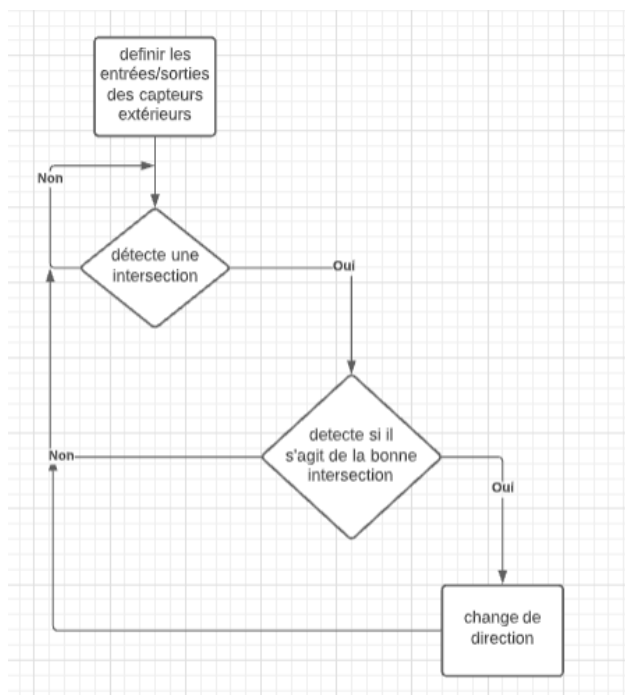 definir les
entrées/sorties
des capteurs
extérieurs
Non
détecte une
intersection
Oui
detecte si il
s'agit de la bonne
intersection
Non
Oui
change de
direction